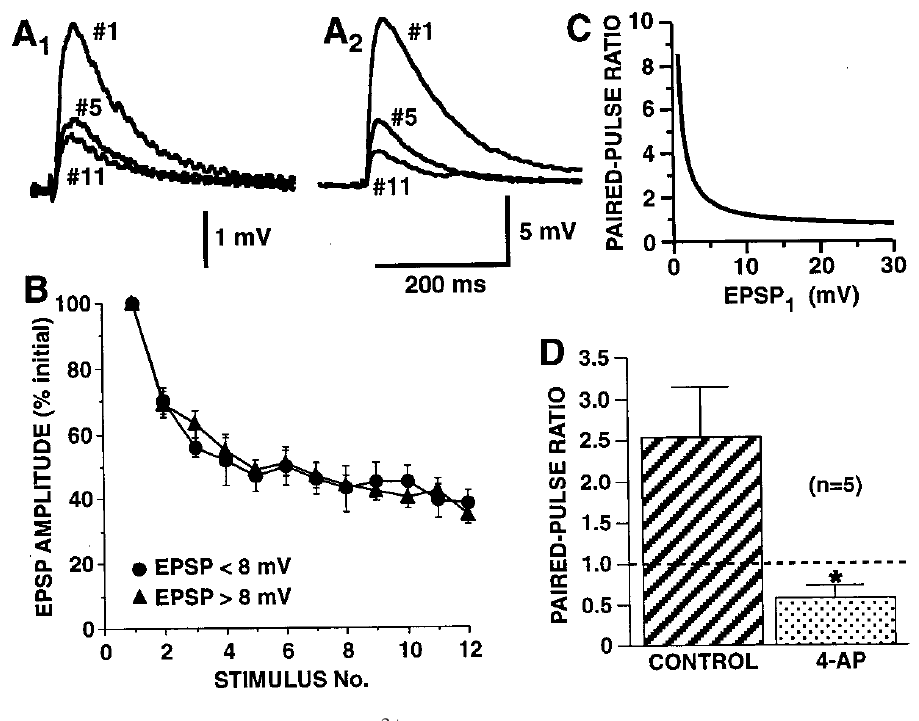 A1
#1
#5
#11
1 mV
A2
#1
#5
#11
5 mV
200 ms
C
PAIRED-PULSE RATIO
10
8
6
4
2
0
0 10 20 30
EPSP1 (mV)
B
EPSP AMPLITUDE (% initial)
100
80
60
40
20
0
0 2 4 6 8 10 12
STIMULUS No.
EPSP < 8 mV
EPSP > 8 mV
D
PAIRED-PULSE RATIO
3.5
3.0
2.5
2.0
1.5
1.0
0.5
0
(n=5)
*
CONTROL 4-AP